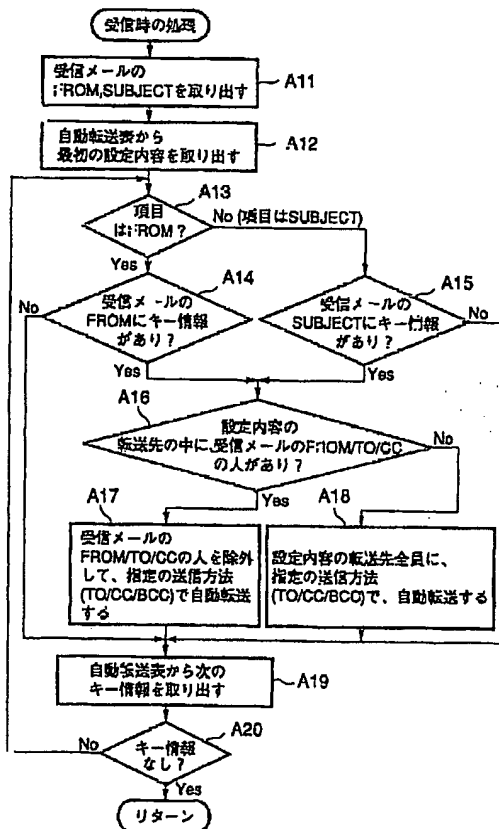 受信時の処理
受信メールの
FROM,SUBJECTを取り出す
A11
自動転送表から
最初の設定内容を取り出す
A12
A13
項目
はFROM？
No (項目はSUBJECT)
Yes
A14
A15
No
受信メールの
FROMにキー情報
があり？
受信メールの
SUBJECTにキー情報
があり？
No
Yes
Yes
A16
設定内容の
転送先の中に、受信メールのFROM/TO/CC
の人があり？
No
Yes
A17
A18
受信メールの
FROM/TO/CCの人を除外
して、指定の送信方法
(TO/CC/BCC)で自動転送
する
設定内容の転送先全員に、
指定の送信方法
(TO/CC/BCC)で、自動転送する
自動転送表から次の
キー情報を取り出す
A19
A20
No
キー情報
なし？
Yes
リターン